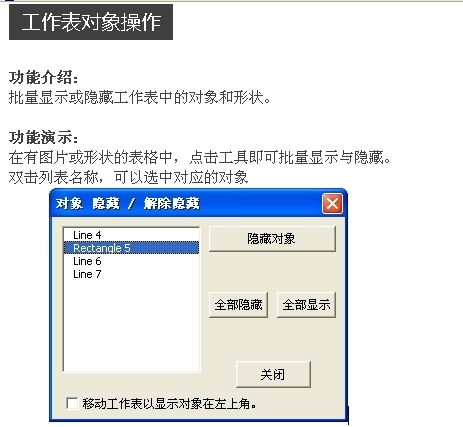 工作表对象操作
功能介绍：
批量显示或隐藏工作表中的对象和形状。
功能演示：
在有图片或形状的表格中，点击工具即可批量显示与隐藏。
双击列表名称，可以选中对应的对象
对象 隐藏 / 解除隐藏
Line 4
Rectangle 5
Line 6
Line 7
隐藏对象
全部隐藏
全部显示
关闭
移动工作表以显示对象在左上角。